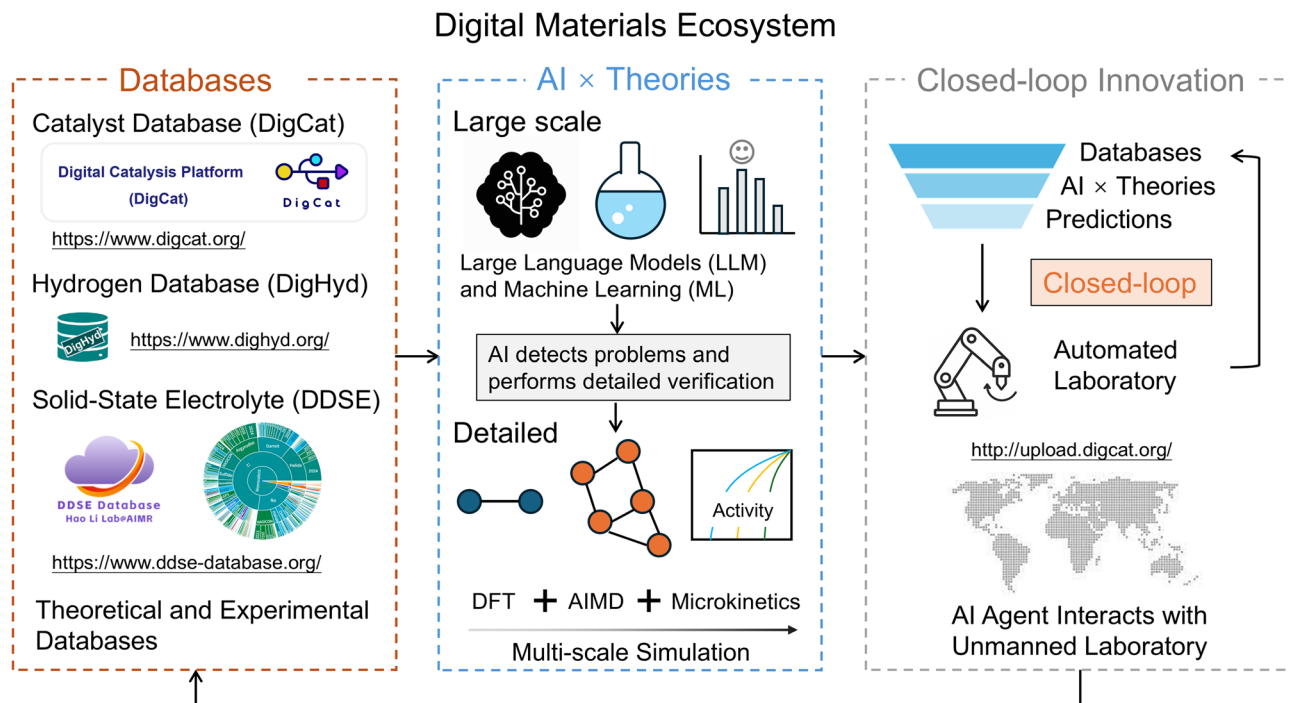 Digital Materials Ecosystem
Databases
Catalyst Database (DigCat)
Digital Catalysis Platform
(DigCat)
DigCat
https://www.digcat.org/
Hydrogen Database (DigHyd)
DigHyd
https://www.dighyd.org/
Solid-State Electrolyte (DDSE)
DDSE Database
Hao Li Lab@AIMR
https://www.ddse-database.org/
Theoretical and Experimental
Databases
AI × Theories
Large scale
Large Language Models (LLM)
and Machine Learning (ML)
AI detects problems and
performs detailed verification
Detailed
Activity
DFT + AIMD + Microkinetics
Multi-scale Simulation
Closed-loop Innovation
Databases
AI × Theories
Predictions
Closed-loop
Automated
Laboratory
http://upload.digcat.org/
AI Agent Interacts with
Unmanned Laboratory